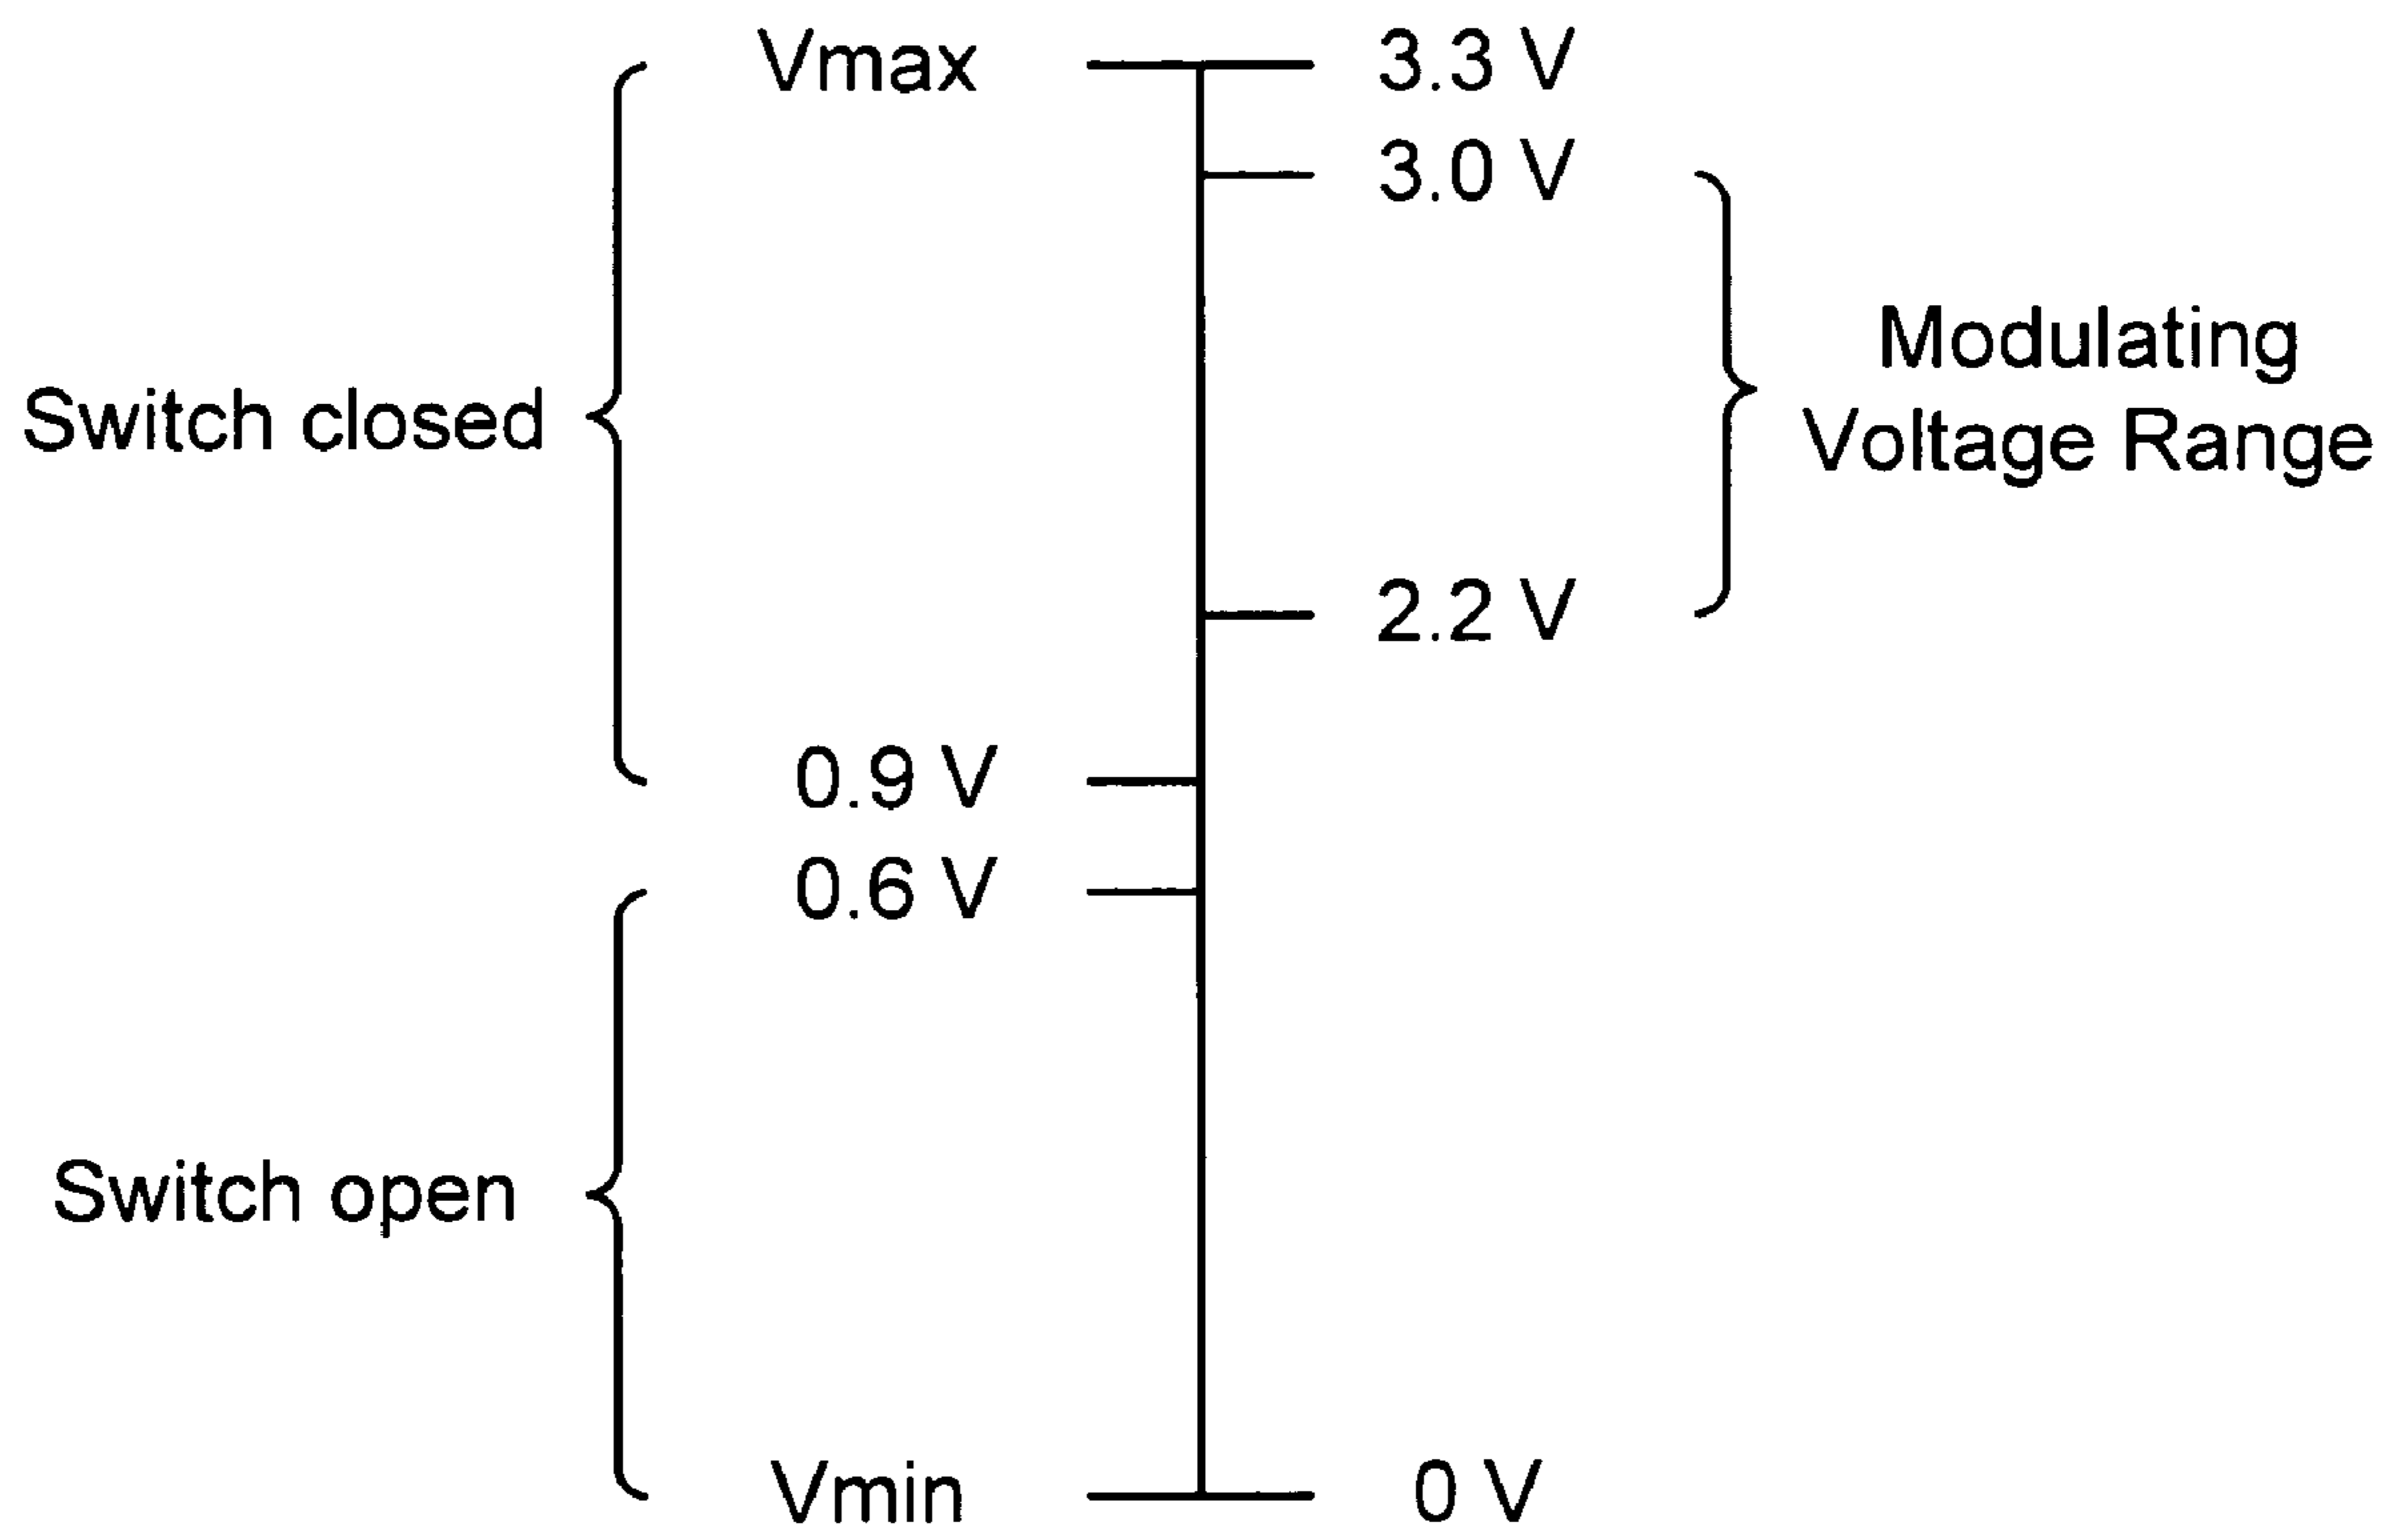 Vmax
3.3 V
3.0 V
Modulating
Voltage Range
Switch closed
2.2 V
0.9 V
0.6 V
Switch open
Vmin
0 V